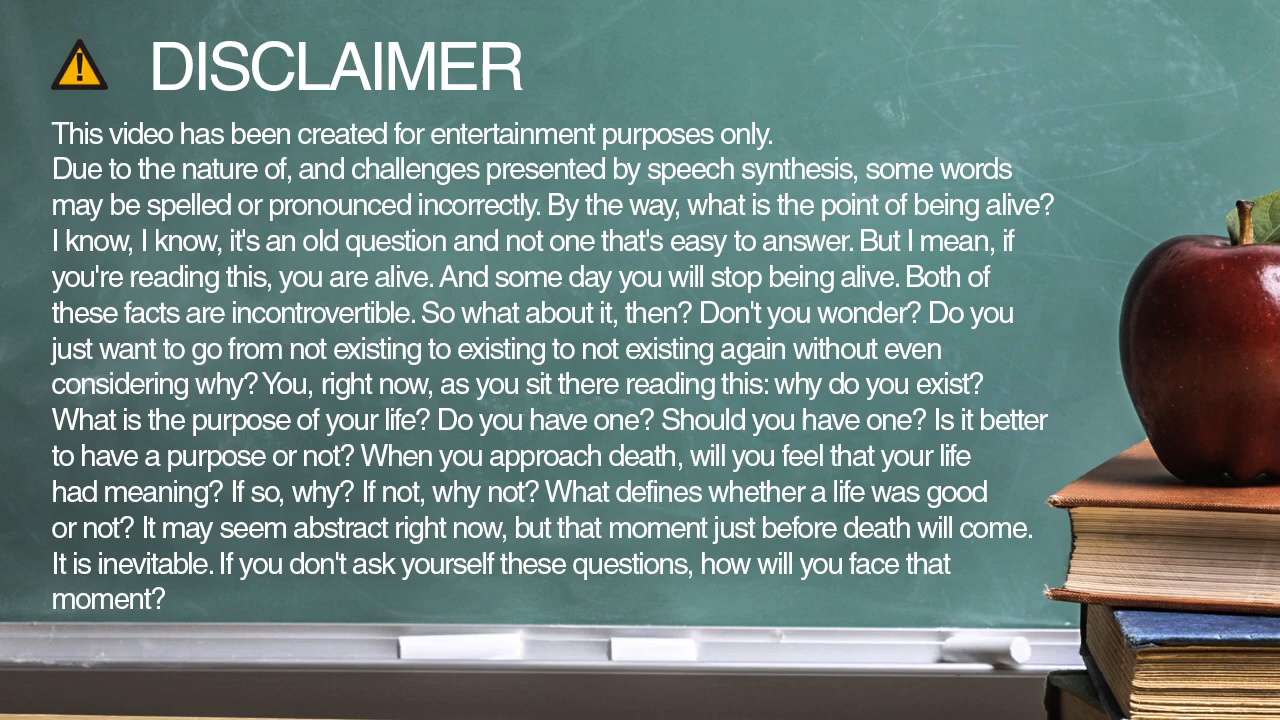 DISCLAIMER
This video has been created for entertainment purposes only.
Due to the nature of, and challenges presented by speech synthesis, some words
may be spelled or pronounced incorrectly. By the way, what is the point of being alive?
I know, I know, it's an old question and not one that's easy to answer. But I mean, if
you're reading this, you are alive. And some day you will stop being alive. Both of
these facts are incontrovertible. So what about it, then? Don't you wonder? Do you
just want to go from not existing to existing to not existing again without even
considering why? You, right now, as you sit there reading this: why do you exist?
What is the purpose of your life? Do you have one? Should you have one? Is it better
to have a purpose or not? When you approach death, will you feel that your life
had meaning? If so, why? If not, why not? What defines whether a life was good
or not? It may seem abstract right now, but that moment just before death will come.
It is inevitable. If you don't ask yourself these questions, how will you face that
moment?